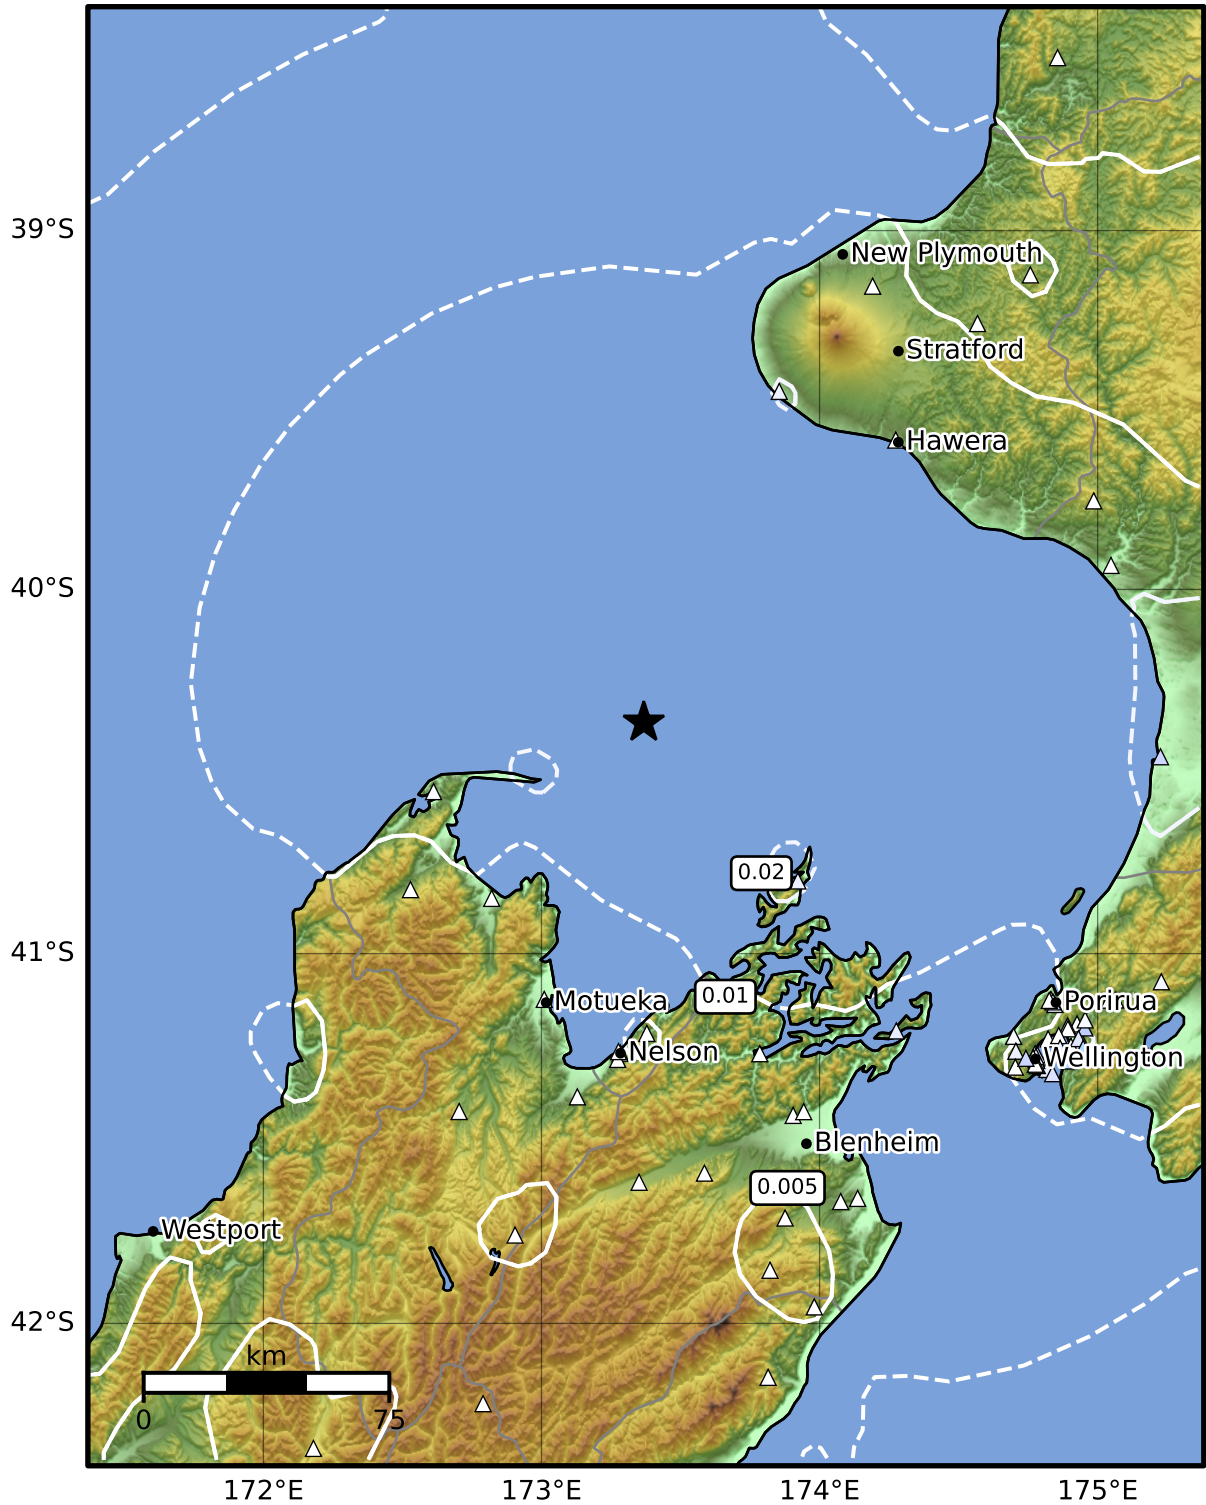 39°S
New Plymouth
Stratford
Hawera
40°S
0.02
41°S
0.01
Motueka
Porirua
Nelson
Wellington
Blenheim
0.005
Westport
42°S
km
0
75
172°E
173°E
174°E
175°E